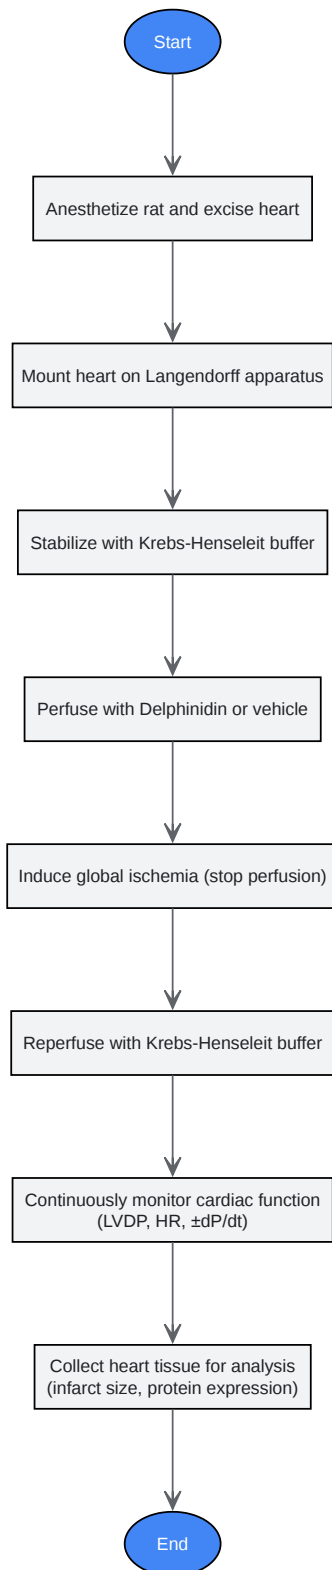 Start
Anesthetize rat and excise heart
Mount heart on Langendorff apparatus
Stabilize with Krebs-Henseleit buffer
Perfuse with Delphinidin or vehicle
Induce global ischemia (stop perfusion)
Reperfuse with Krebs-Henseleit buffer
Continuously monitor cardiac function
(LVDP, HR, ±dP/dt)
Collect heart tissue for analysis
(infarct size, protein expression)
End